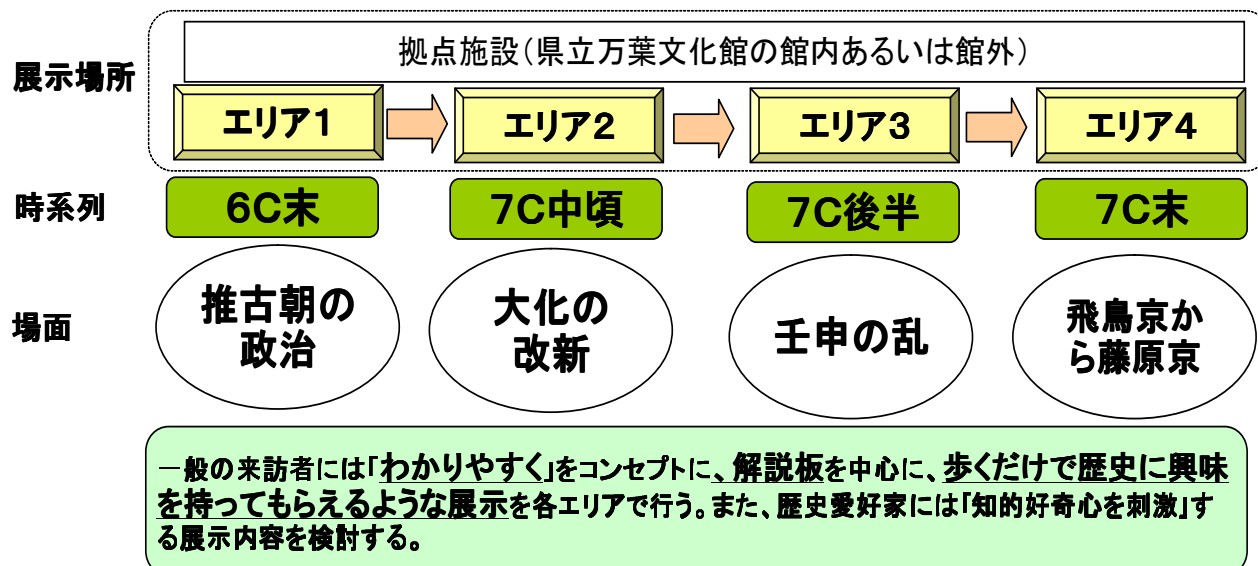 拠点施設(県立万葉文化館の館内あるいは館外)
展示場所
エリア1
エリア2
エリア3
エリア4
時系列
6C末
7C中頃
7C後半
7C末
場面
推古朝の
政治
大化の
改新
壬申の乱
飛鳥京か
ら藤原京
一般の来訪者には「わかりやすく」をコンセプトに、解説板を中心に、歩くだけで歴史に興味
を持ってもらえるような展示を各エリアで行う。また、歴史愛好家には「知的好奇心を刺激」す
る展示内容を検討する。